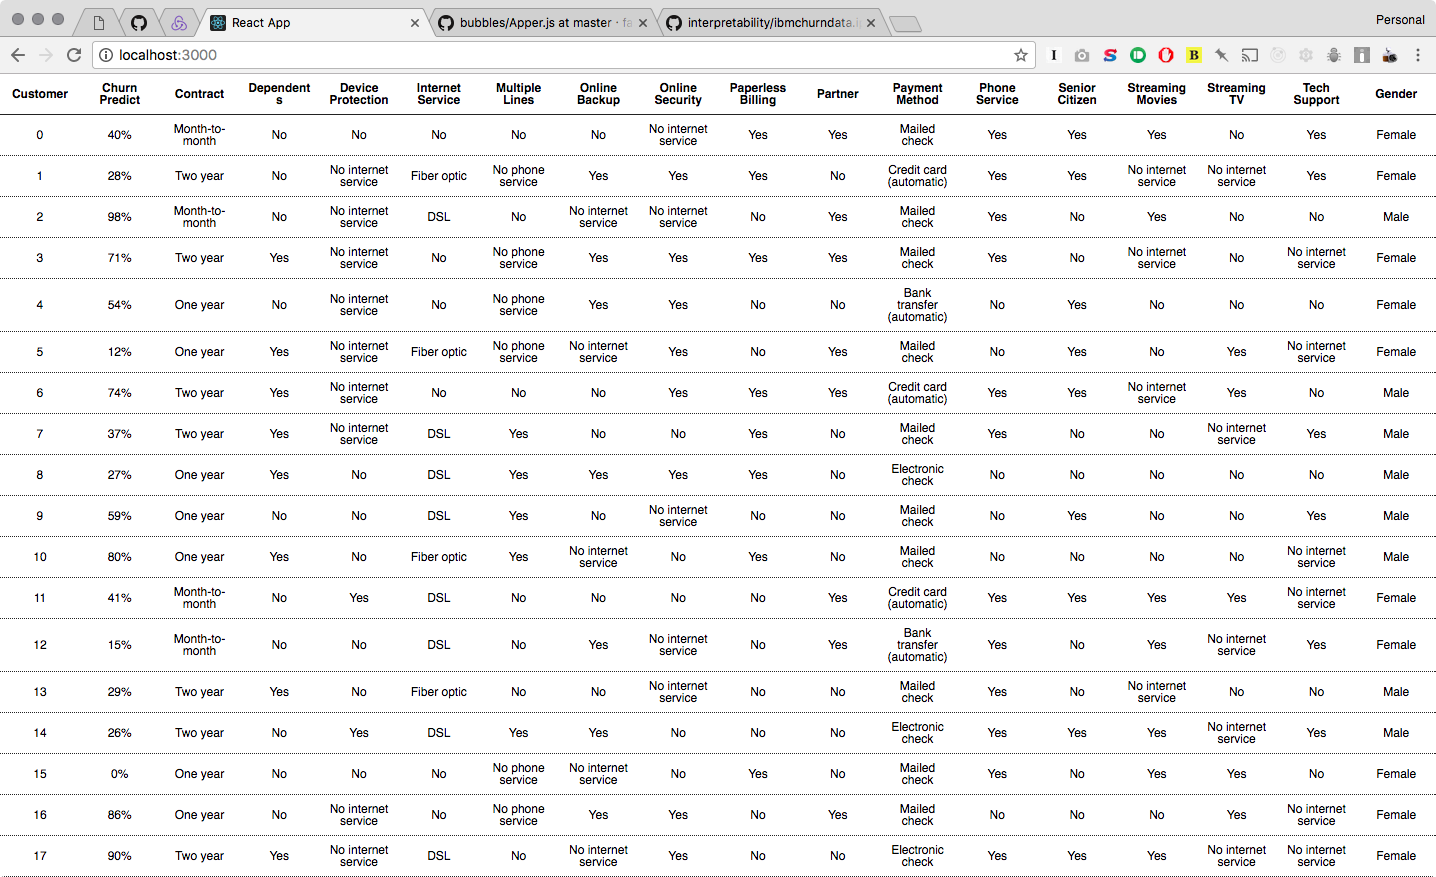 Personal
React App
bubbles/Apper.js at master · fa
interpretability/ibmchurndata.j
localhost:3000
Customer Churn Predict Contract Dependents Device Protection Internet Service Multiple Lines Online Backup Online Security Paperless Billing Partner Payment Method Phone Service Senior Citizen Streaming Movies Streaming TV Tech Support Gender
0 40% Month-to-month No No No No No No internet service Yes Yes Mailed check Yes Yes Yes No Yes Female
1 28% Two year No No internet service Fiber optic No phone service Yes Yes Yes No Credit card (automatic) Yes Yes No internet service No internet service Yes Female
2 98% Month-to-month No No internet service DSL No No internet service No internet service No Yes Mailed check Yes No Yes No No Male
3 71% Two year Yes No internet service No No phone service Yes Yes Yes Yes Mailed check Yes No No internet service No No internet service Female
4 54% One year No No internet service No No phone service Yes Yes No No Bank transfer (automatic) No Yes No No No Female
5 12% One year Yes No internet service Fiber optic No phone service No internet service Yes No Yes Mailed check No Yes No Yes No internet service Female
6 74% Two year Yes No internet service No No No Yes Yes Yes Credit card (automatic) Yes Yes No internet service Yes No Male
7 37% Two year Yes No internet service DSL Yes No No Yes No Mailed check Yes No No No internet service Yes Male
8 27% One year Yes No DSL Yes Yes Yes Yes No Electronic check No No No No No Male
9 59% One year No No DSL Yes No No internet service No No Mailed check No Yes No No Yes Male
10 80% One year Yes No Fiber optic Yes No internet service No Yes No Mailed check No No No No No internet service Male
11 41% Month-to-month No Yes DSL No No No No Yes Credit card (automatic) Yes Yes Yes Yes No internet service Female
12 15% Month-to-month No No DSL No Yes No internet service No Yes Bank transfer (automatic) Yes No Yes No internet service Yes Female
13 29% Two year Yes No Fiber optic No No No internet service No No Mailed check Yes No No internet service No No Male
14 26% Two year No Yes DSL Yes Yes No No No Electronic check Yes Yes Yes No internet service Yes Male
15 0% One year No No No No phone service No internet service No Yes No Mailed check Yes No Yes Yes No Female
16 86% One year No No internet service No No phone service Yes Yes No Yes Mailed check No No No Yes No internet service Female
17 90% Two year Yes No internet service DSL No No internet service Yes No No Electronic check Yes Yes Yes No internet service No internet service Female